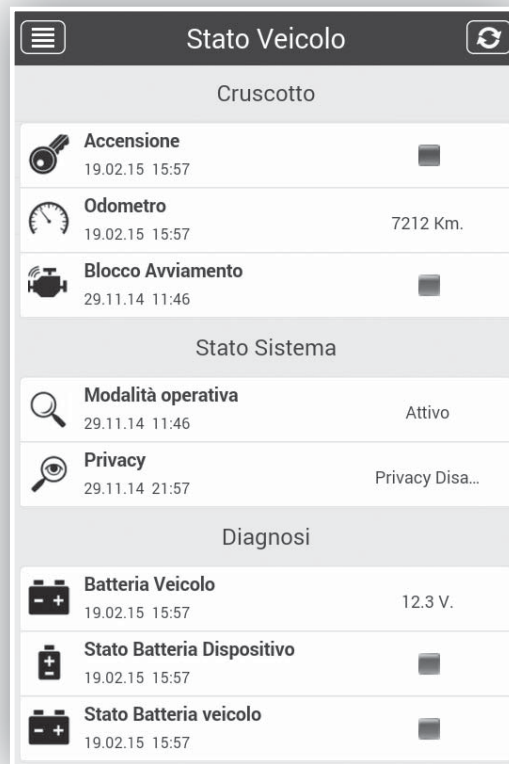 Stato Veicolo
Cruscotto
Accensione
19.02.15 15:57
Odometro
19.02.15 15:57
7212 Km.
Blocco Avviamento
29.11.14 11:46
Stato Sistema
Modalità operativa
29.11.14 11:46
Attivo
Privacy
29.11.14 21:57
Privacy Disa...
Diagnosi
Batteria Veicolo
19.02.15 15:57
12.3 V.
Stato Batteria Dispositivo
19.02.15 15:57
Stato Batteria veicolo
19.02.15 15:57